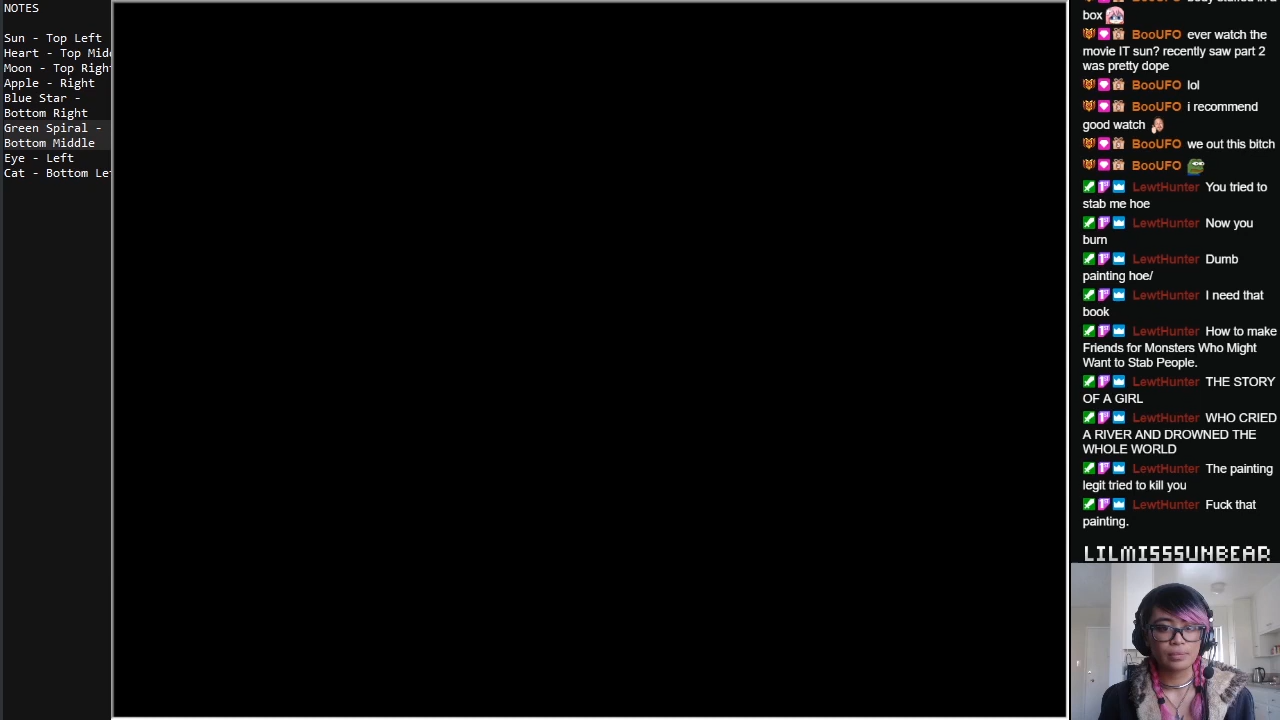 NOTES
Sun - Top Left
Heart - Top Mid
Moon - Top Right
Apple - Right
Blue Star -
Bottom Right
Green Spiral -
Bottom Middle
Eye - Left
Cat - Bottom Le
box
BooUFO ever watch the
movie IT sun? recently saw part 2
was pretty dope
BooUFO lol
BooUFO i recommend
good watch
BooUFO we out this bitch
BooUFO
LewtHunter You tried to
stab me hoe
LewtHunter Now you
burn
LewtHunter Dumb
painting hoe/
LewtHunter I need that
book
LewtHunter How to make
Friends for Monsters Who Might
Want to Stab People.
LewtHunter THE STORY
OF A GIRL
LewtHunter WHO CRIED
A RIVER AND DROWNED THE
WHOLE WORLD
LewtHunter The painting
legit tried to kill you
LewtHunter Fuck that
painting.
LILMISSSUNBEAR